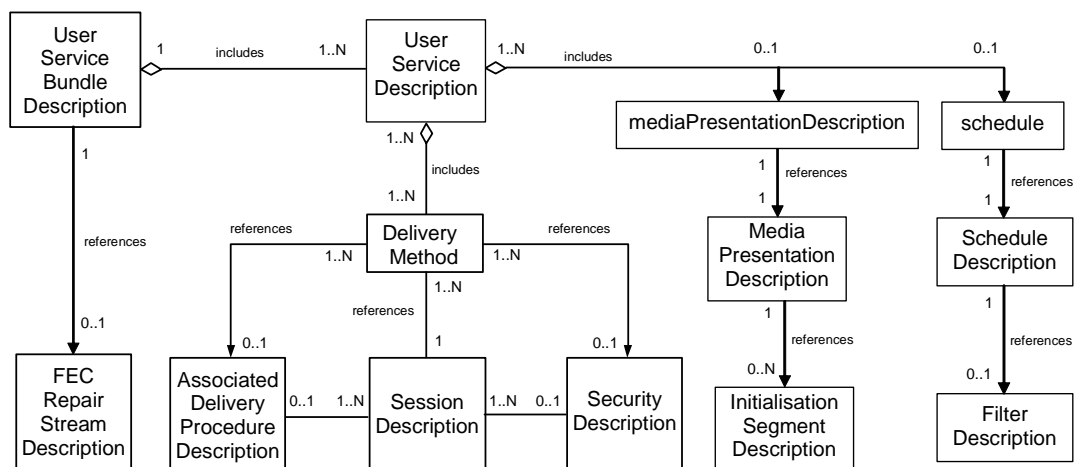 User
Service
Bundle
Description
1
includes
1..N
User
Service
Description
1..N
includes
0..1
0..1
mediaPresentationDescription
schedule
1
1..N
includes
1..N
1
references
1
1
references
1
references
0..1
references
1..N
Delivery
Method
1..N
references
1..N
references
1
0..1
0..1
Media
Presentation
Description
1
references
0..N
Schedule
Description
1
references
0..1
FEC
Repair
Stream
Description
Associated
Delivery
Procedure
Description
0..1
1..N
Session
Description
1..N
0..1
Security
Description
Initialisation
Segment
Description
Filter
Description